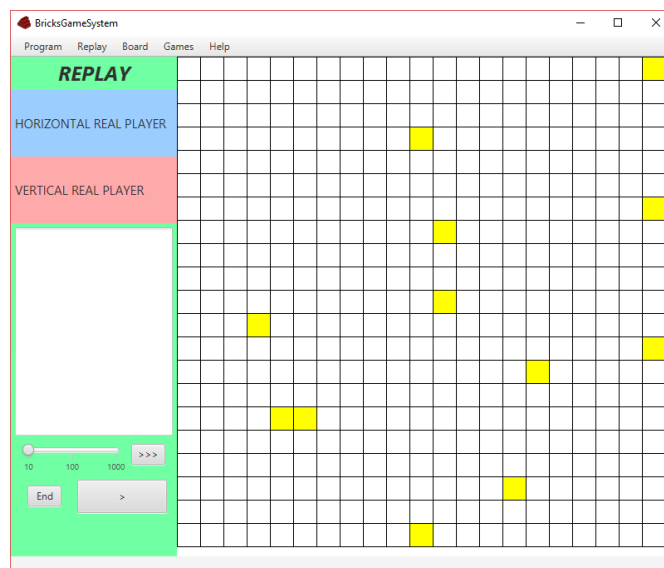 BricksGameSystem
Program Replay Board Games Help
REPLAY
HORIZONTAL REAL PLAYER
VERTICAL REAL PLAYER
>>>
10 100 1000
End >